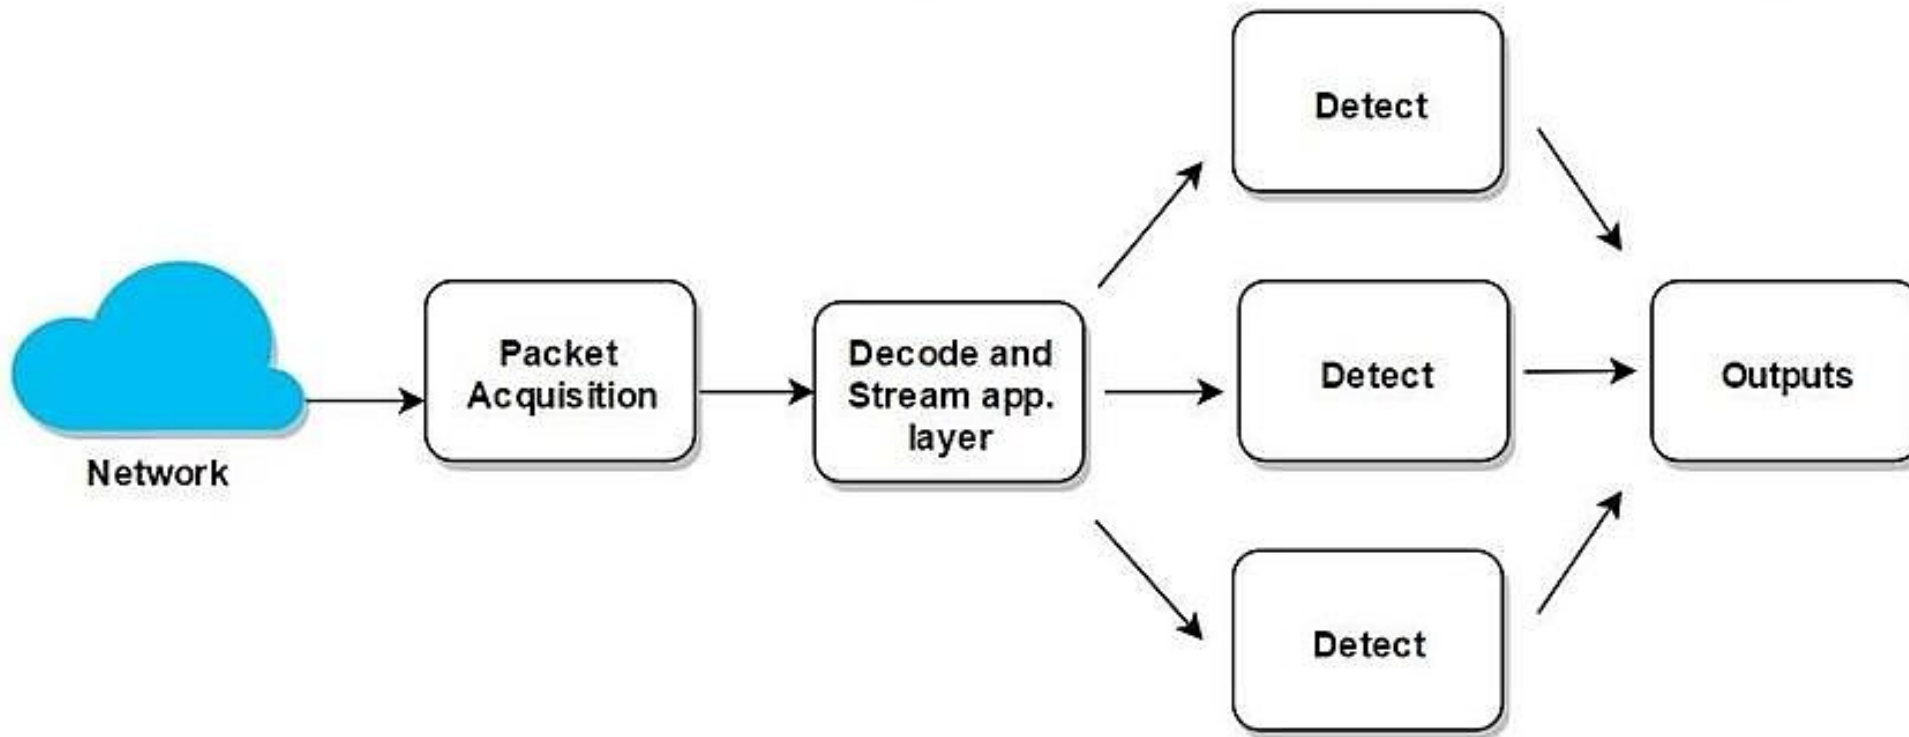 Network
Packet
Acquisition
Decode and
Stream app.
layer
Detect
Detect
Detect
Outputs